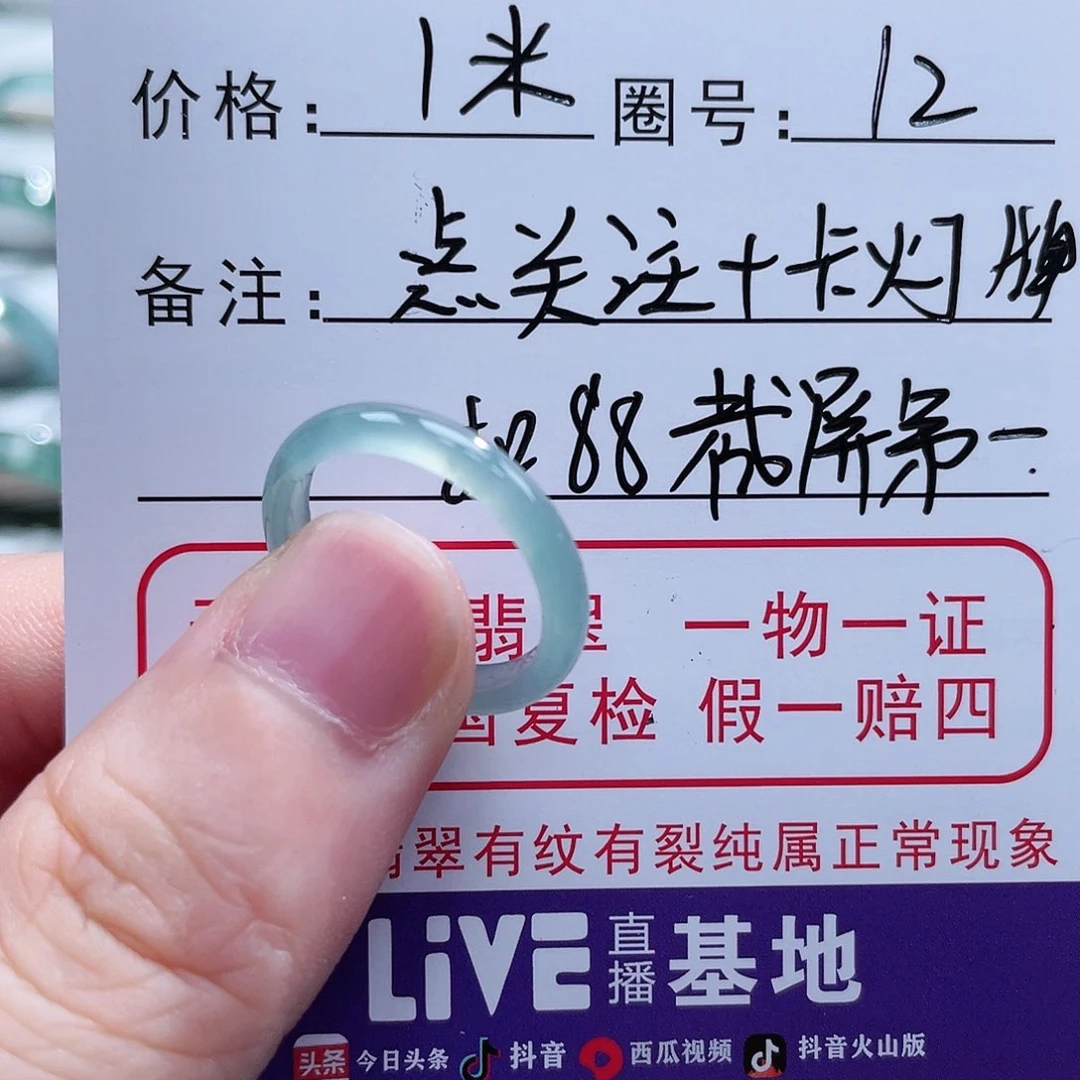 价格: 1米 圈号: 12
备注: 点关注+卡灯牌
88截屏第一.
翡翠 一物一证
复检 假一赔四
翡翠有纹有裂纯属正常现象
LiVE 直播 基地
头条 今日头条 抖音 西瓜视频 抖音火山版